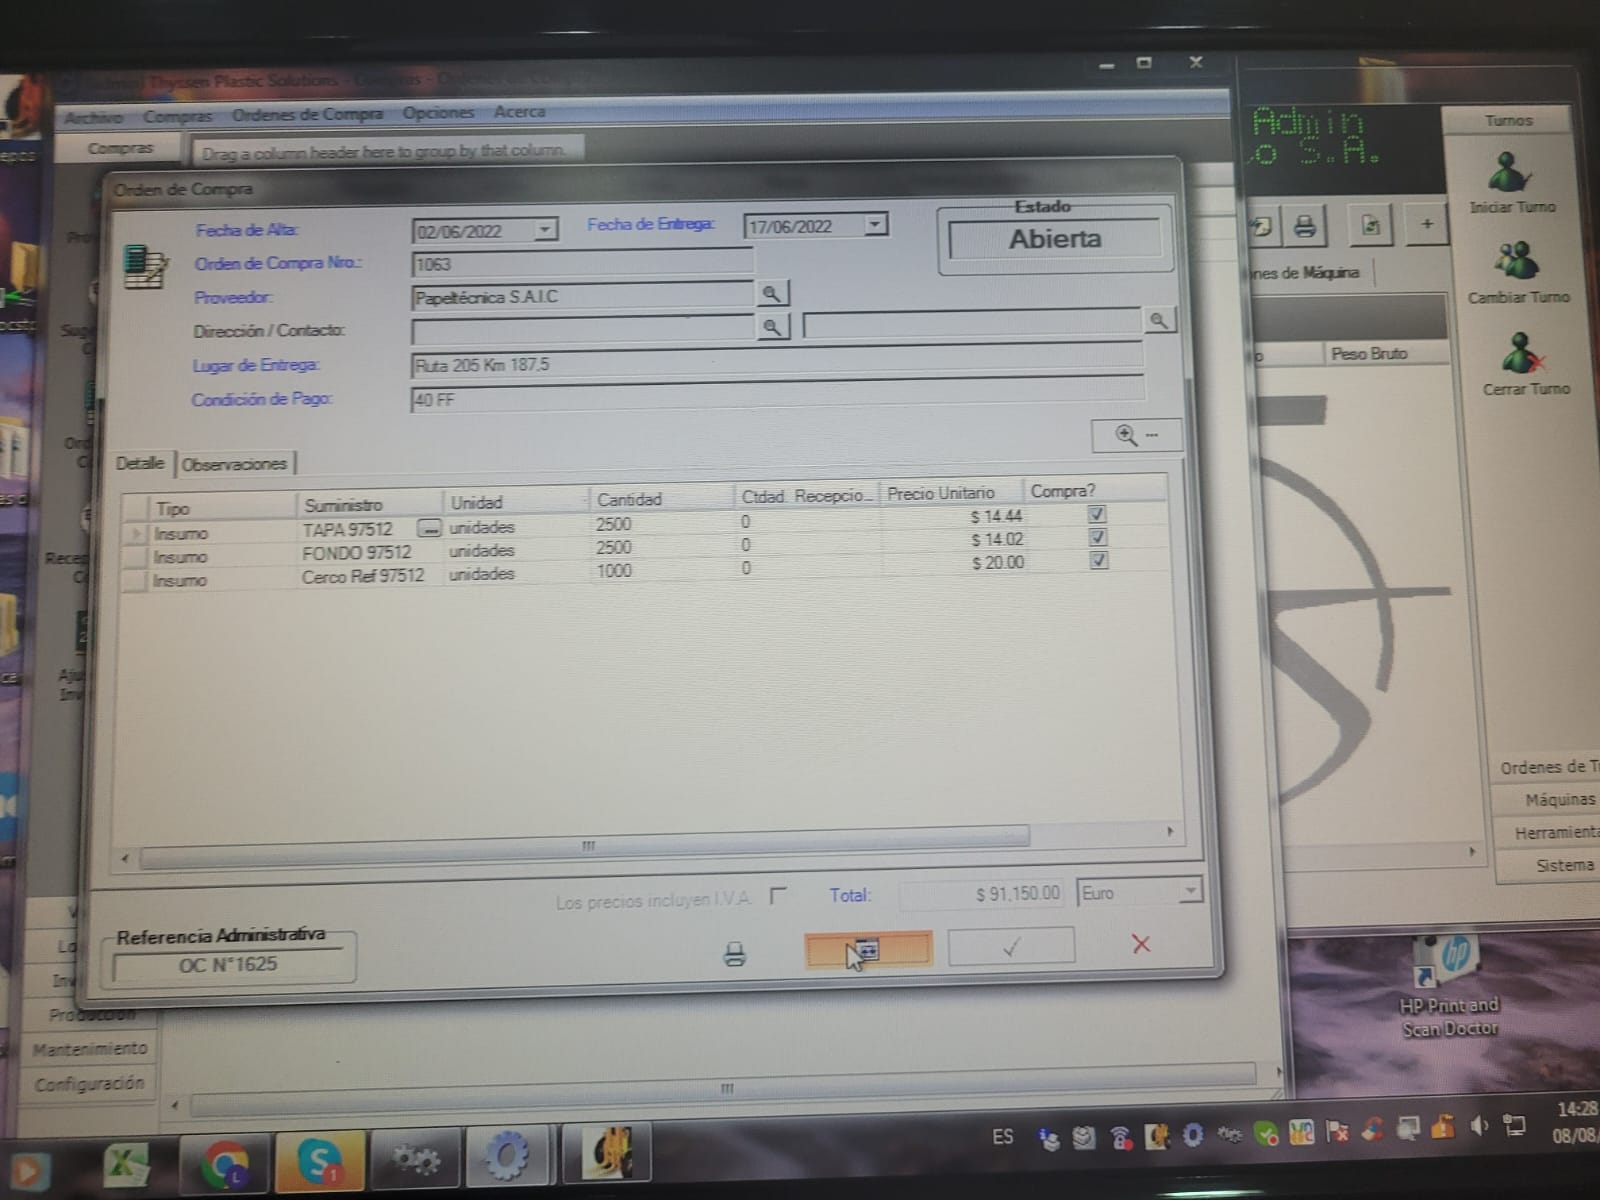 Thyssen Plastic Solutions - Compras -
Archivo Compras Ordenes de Compra Opciones Acerca
Compras
Drag a column header here to group by that column.
Orden de Compra
Fecha de Alta: 02/06/2022 Fecha de Entrega: 17/06/2022
Estado
Abierta
Orden de Compra Nro.: 1063
Proveedor: Papeltécnica S.A.I.C
Dirección / Contacto:
Lugar de Entrega: Ruta 205 Km 187,5
Condición de Pago: 40 FF
Detalle Observaciones
Tipo Suministro Unidad Cantidad Ctdad. Recepcio... Precio Unitario Compra?
Insumo TAPA 97512 ... unidades 2500 0 $ 14.44
Insumo FONDO 97512 unidades 2500 0 $ 14.02
Insumo Cerco Ref 97512 unidades 1000 0 $ 20.00
Los precios incluyen I.V.A. Total: $ 91,150.00 Euro
Referencia Administrativa
OC N°1625
Producción
Mantenimiento
Configuración
Admin
S.A.
nes de Máquina
Peso Bruto
Turnos
Iniciar Turno
Cambiar Turno
Cerrar Turno
Ordenes de T
Máquinas
Herramient
Sistema
hp
HP Print and
Scan Doctor
ES
14:28
08/08/